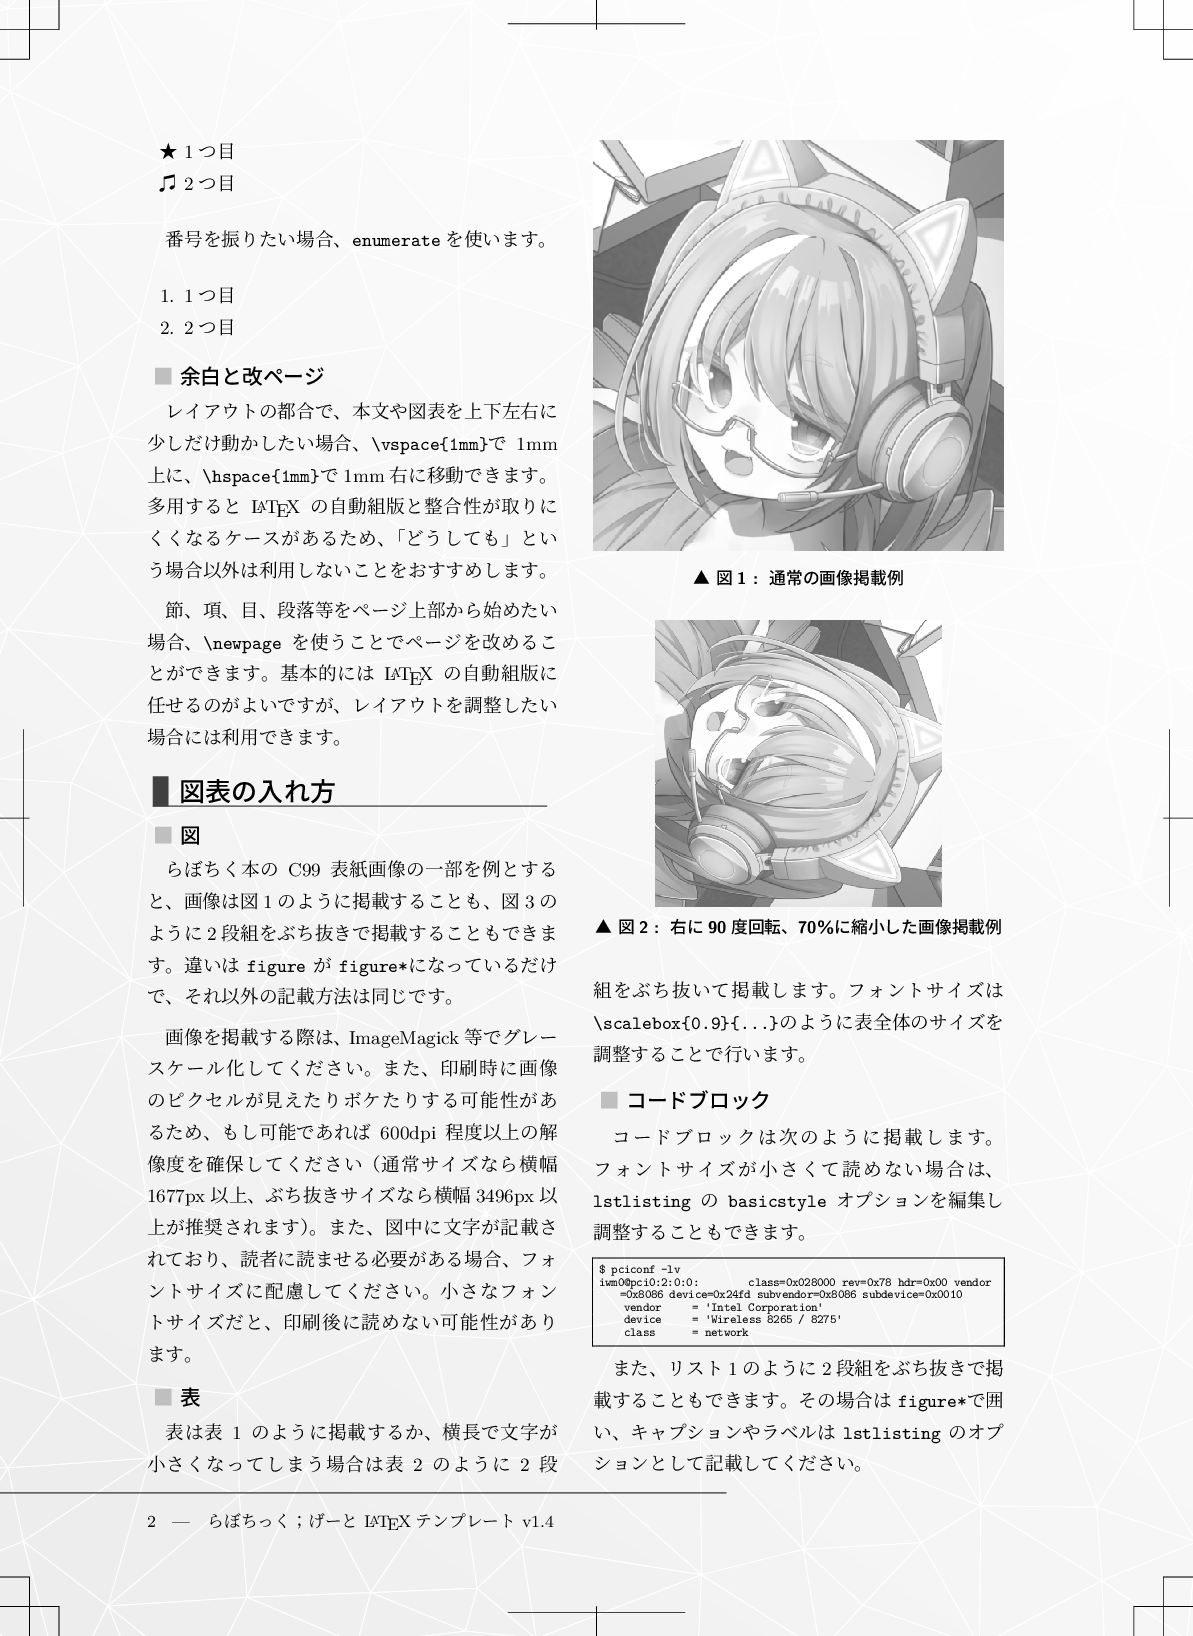 ★ 1つ目
♫ 2つ目
番号を振りたい場合、enumerate を使います。
1. 1つ目
2. 2つ目
■ 余白と改ページ
レイアウトの都合で、本文や図表を上下左右に
少しだけ動かしたい場合、\vspace{1mm}で 1mm
上に、\hspace{1mm}で 1mm 右に移動できます。
多用すると LATEX の自動組版と整合性が取りに
くくなるケースがあるため、「どうしても」とい
う場合以外は利用しないことをおすすめします。
節、項、目、段落等をページ上部から始めたい
場合、\newpage を使うことでページを改めるこ
とができます。基本的には LATEX の自動組版に
任せるのがよいですが、レイアウトを調整したい
場合には利用できます。
図表の入れ方
■ 図
らぼちく本の C99 表紙画像の一部を例とする
と、画像は図 1 のように掲載することも、図 3 の
ように 2 段組をぶち抜きで掲載することもできま
す。違いは figure が figure*になっているだけ
で、それ以外の記載方法は同じです。
画像を掲載する際は、ImageMagick 等でグレー
スケール化してください。また、印刷時に画像
のピクセルが見えたりボケたりする可能性があ
るため、もし可能であれば 600dpi 程度以上の解
像度を確保してください（通常サイズなら横幅
1677px 以上、ぶち抜きサイズなら横幅 3496px 以
上が推奨されます）。また、図中に文字が記載さ
れており、読者に読ませる必要がある場合、フォ
ントサイズに配慮してください。小さなフォン
トサイズだと、印刷後に読めない可能性があり
ます。
■ 表
表は表 1 のように掲載するか、横長で文字が
小さくなってしまう場合は表 2 のように 2 段
▲ 図 1： 通常の画像掲載例
▲ 図 2： 右に 90 度回転、70%に縮小した画像掲載例
組をぶち抜いて掲載します。フォントサイズは
\scalebox{0.9}{...}のように表全体のサイズを
調整することで行います。
■ コードブロック
コードブロックは次のように掲載します。
フォントサイズが小さくて読めない場合は、
lstlisting の basicstyle オプションを編集し
調整することもできます。
$ pciconf -lv
iwm0@pci0:2:0:0: class=0x028000 rev=0x78 hdr=0x00 vendor
=0x8086 device=0x24fd subvendor=0x8086 subdevice=0x0010
vendor = 'Intel Corporation'
device = 'Wireless 8265 / 8275'
class = network
また、リスト 1 のように 2 段組をぶち抜きで掲
載することもできます。その場合は figure*で囲
い、キャプションやラベルは lstlisting のオプ
ションとして記載してください。
2 — らぼちっく；げーと LATEX テンプレート v1.4